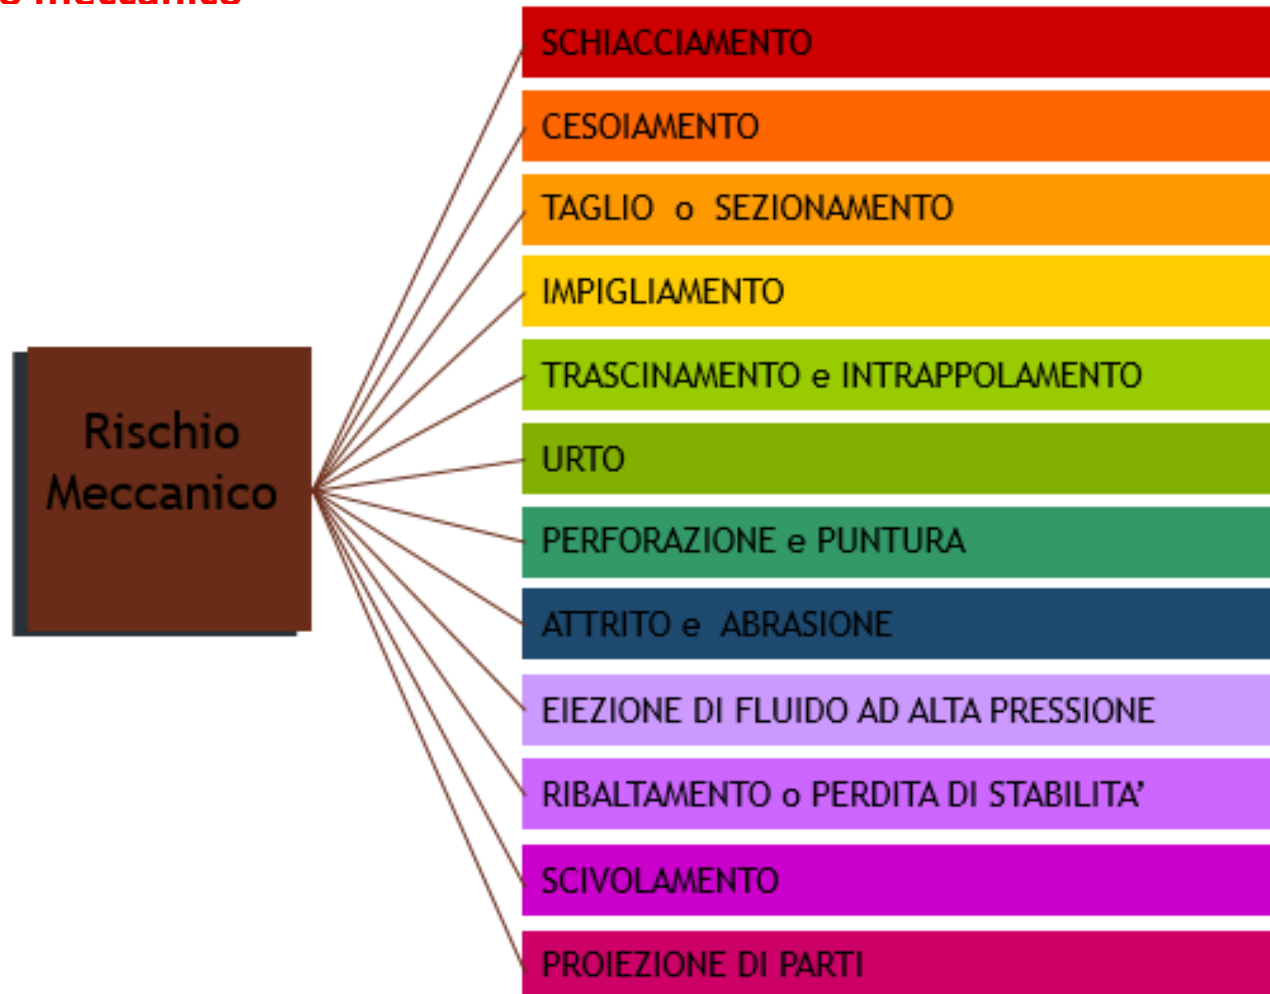 o meccanico
SCHIACCIAMENTO
CESOIAMENTO
TAGLIO o SEZIONAMENTO
IMPIGLIAMENTO
TRASCINAMENTO e INTRAPPOLAMENTO
Rischio
Meccanico
URTO
PERFORAZIONE e PUNTURA
ATTRITO e ABRASIONE
EIEZIONE DI FLUIDO AD ALTA PRESSIONE
RIBALTAMENTO o PERDITA DI STABILITA’
SCIVOLAMENTO
PROIEZIONE DI PARTI